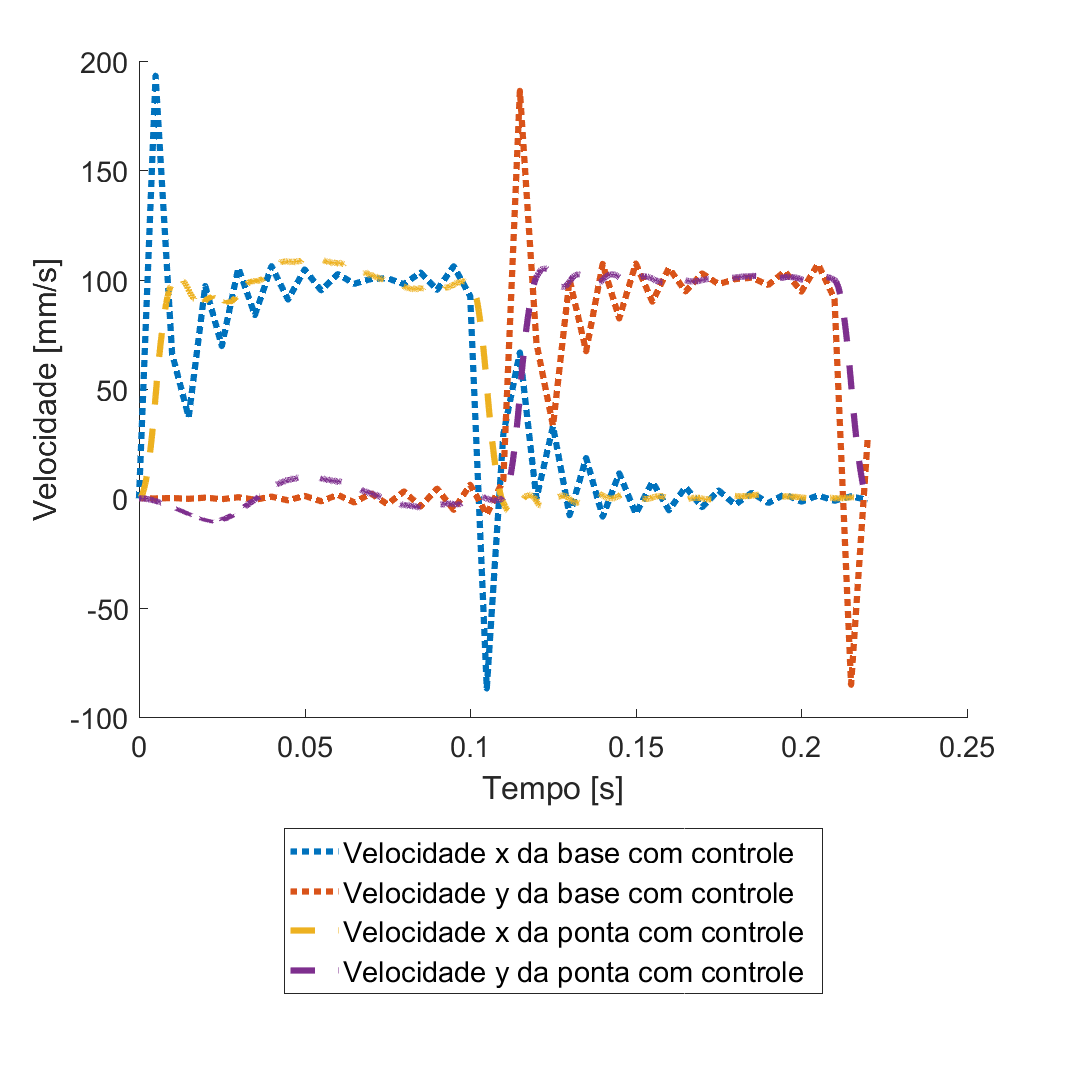 200
150
100
50
0
-50
-100
Velocidade [mm/s]
0 0.05 0.1 0.15 0.2 0.25
Tempo [s]
Velocidade x da base com controle
Velocidade y da base com controle
Velocidade x da ponta com controle
Velocidade y da ponta com controle